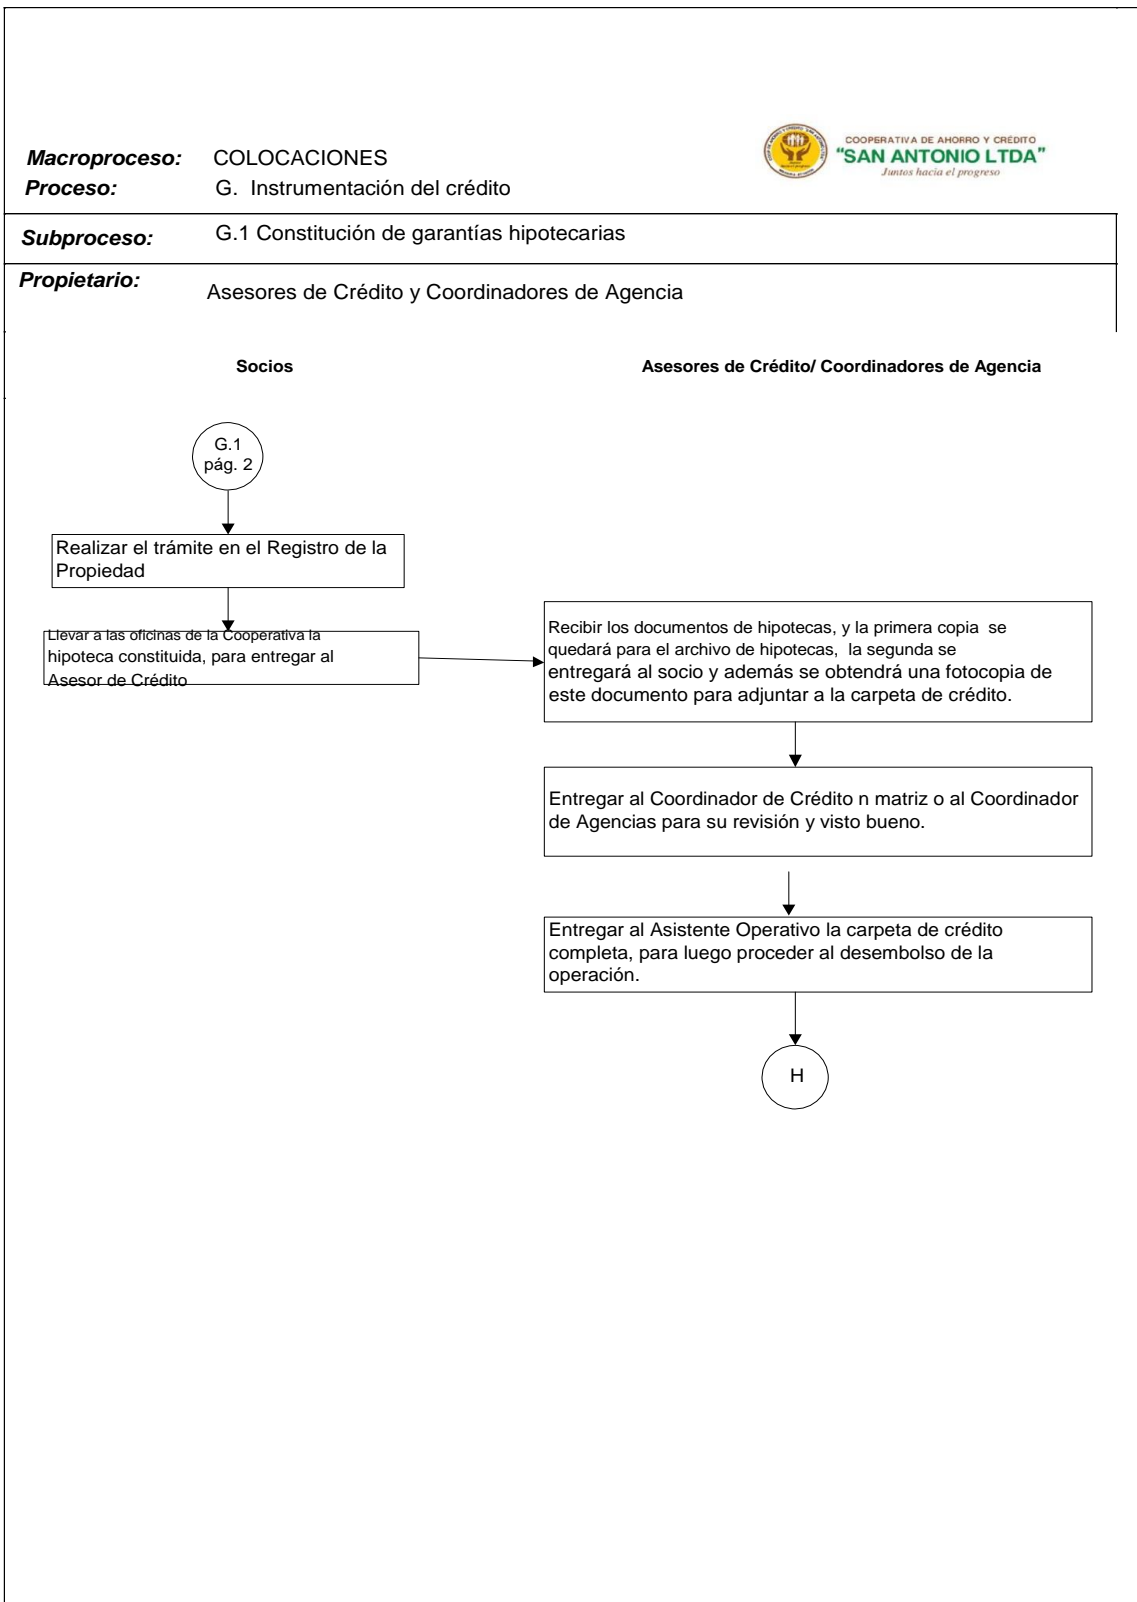 COOPERATIVA DE AHORRO Y CRÉDITO
"SAN ANTONIO LTDA"
Juntos hacia el progreso
Macroproceso: COLOCACIONES
Proceso: G. Instrumentación del crédito
Subproceso: G.1 Constitución de garantías hipotecarias
Propietario: Asesores de Crédito y Coordinadores de Agencia
Socios
Asesores de Crédito/ Coordinadores de Agencia
G.1
pág. 2
Realizar el trámite en el Registro de la
Propiedad
Llevar a las oficinas de la Cooperativa la
hipoteca constituida, para entregar al
Asesor de Crédito
Recibir los documentos de hipotecas, y la primera copia se
quedará para el archivo de hipotecas, la segunda se
entregará al socio y además se obtendrá una fotocopia de
este documento para adjuntar a la carpeta de crédito.
Entregar al Coordinador de Crédito n matriz o al Coordinador
de Agencias para su revisión y visto bueno.
Entregar al Asistente Operativo la carpeta de crédito
completa, para luego proceder al desembolso de la
operación.
H